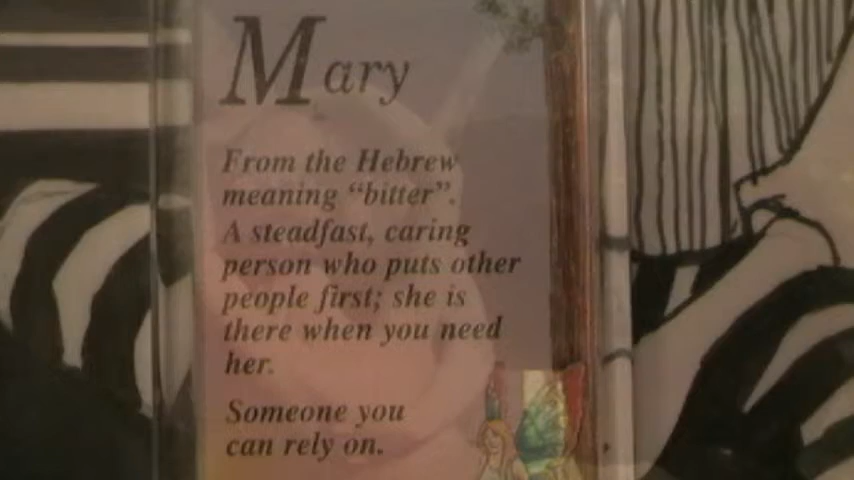 Mary
From the Hebrew
meaning "bitter".
A steadfast, caring
person who puts other
people first; she is
there when you need
her.
Someone you
can rely on.